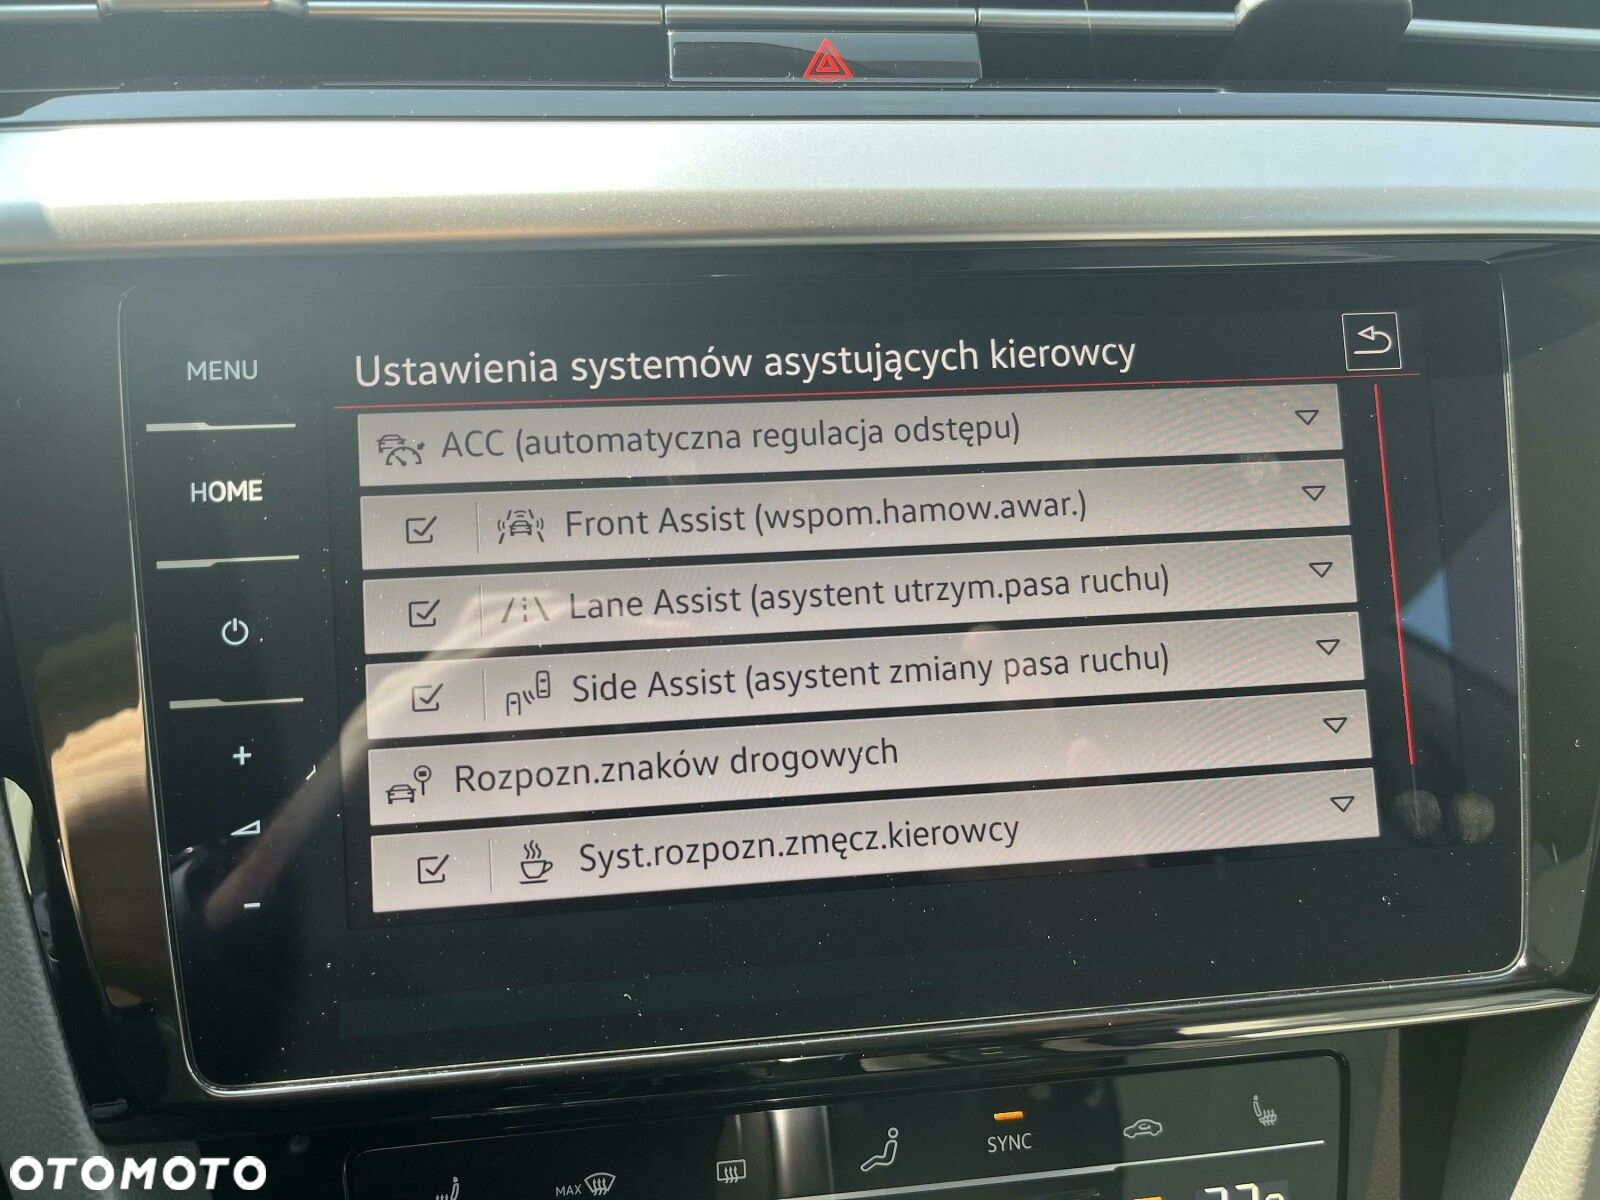 MENU
HOME
Ustawienia systemów asystujących kierowcy
ACC (automatyczna regulacja odstępu)
Front Assist (wspom.hamow.awar.)
Lane Assist (asystent utrzym.pasa ruchu)
Side Assist (asystent zmiany pasa ruchu)
Rozpozn.znaków drogowych
Syst.rozpozn.zmęcz.kierowcy
+
-
SYNC
MAX
OTOMOTO